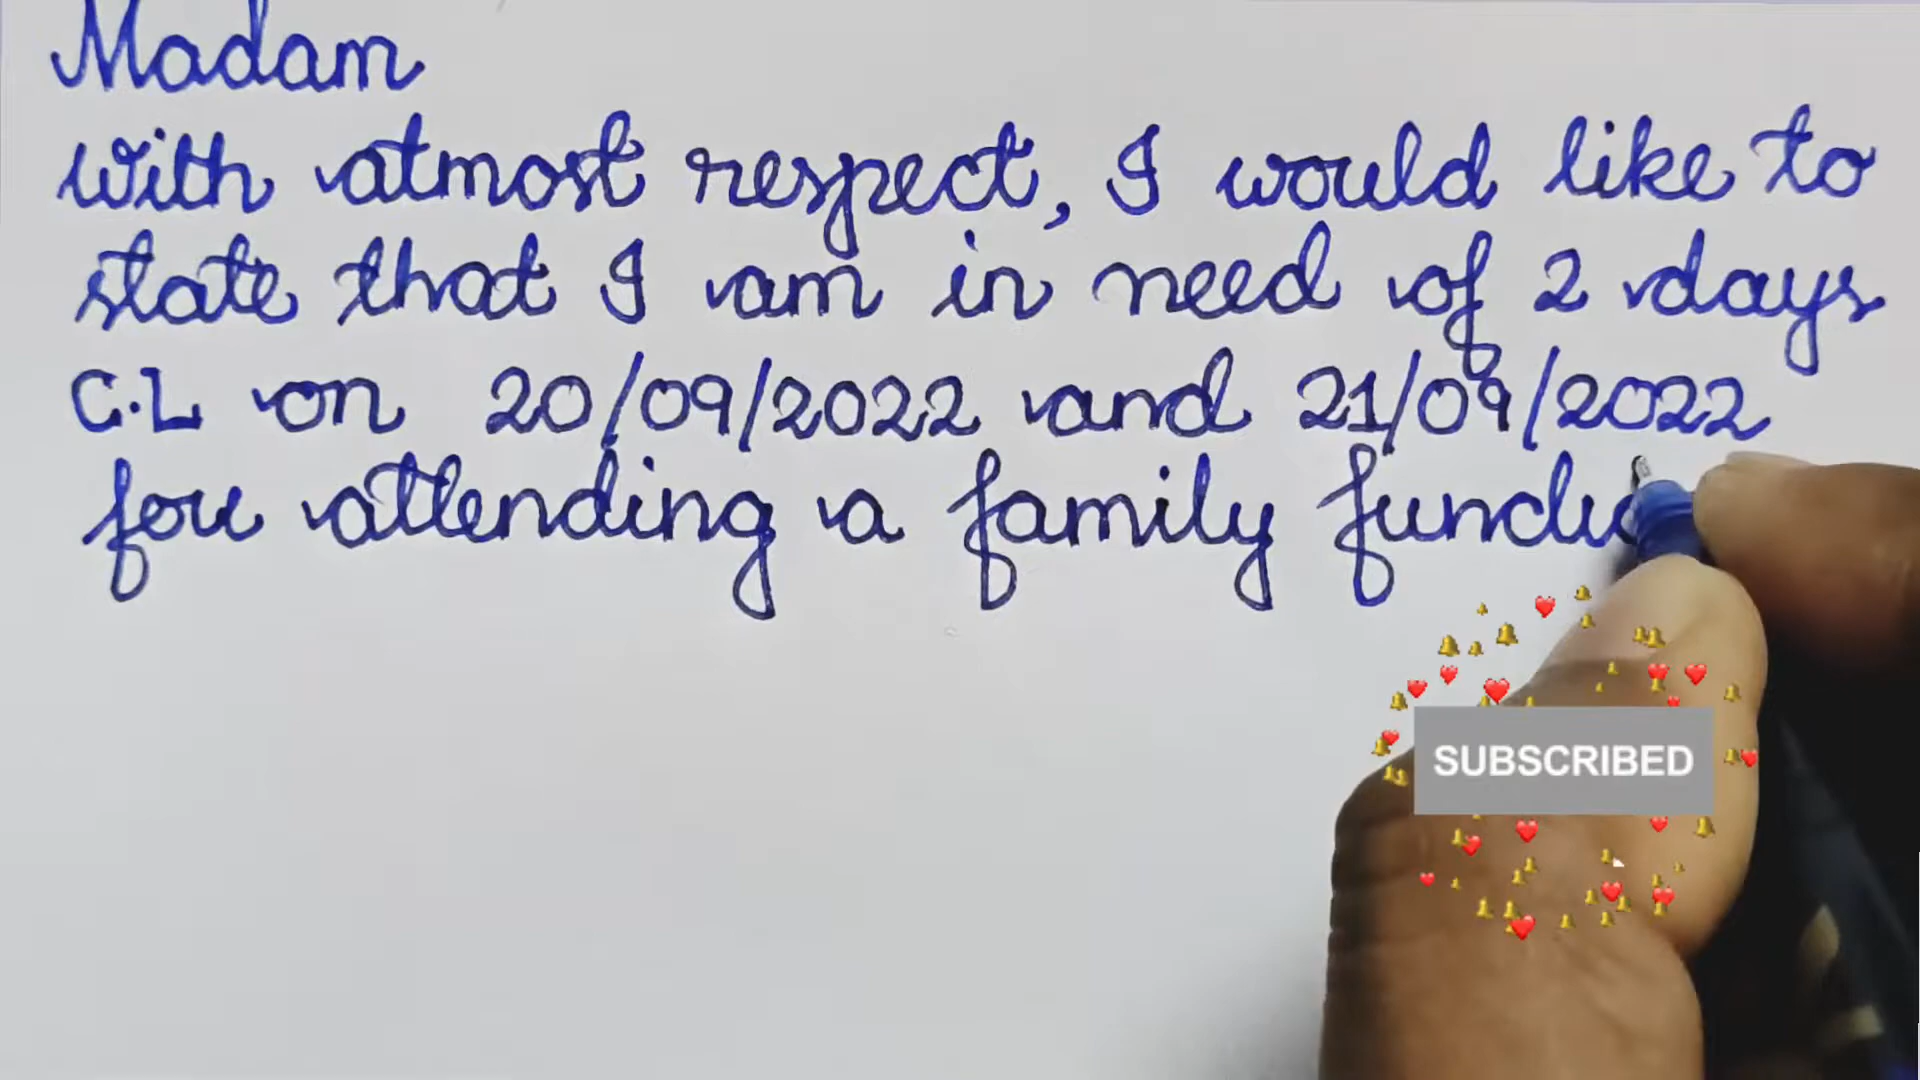 Madam
with atmost respect, I would like to
state that I am in need of 2 days
C.L on 20/09/2022 and 21/09/2022
for attending a family
SUBSCRIBED